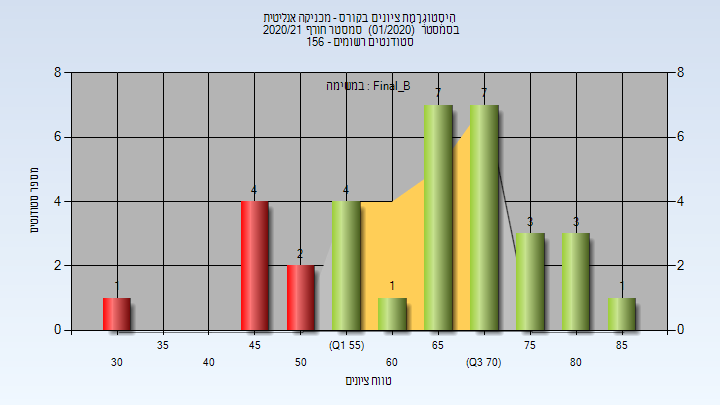 היסטוגרמת ציונים בקורס - מכניקה אנליטית
בסמסטר (01/2020) סמסטר חורף 2020/21
סטודנטים רשומים - 156
במשימה : Final_B
מספר סטודנטים
8 8
6 6
4 4
2 2
0 0
1 4 2 4 1 7 7 3 3 1
35 45 (Q1 55) 65 75 85
30 40 50 60 (Q3 70) 80
טווח ציונים